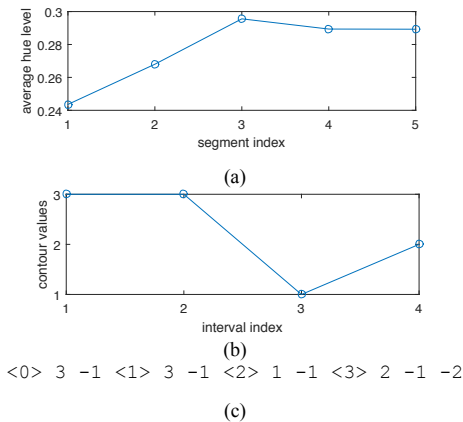 0.3
0.28
0.26
0.24
average hue level
1 2 3 4 5
segment index
(a)
3
2
1
contour values
1 2 3 4
interval index
(b)
<0> 3 -1 <1> 3 -1 <2> 1 -1 <3> 2 -1 -2
(c)